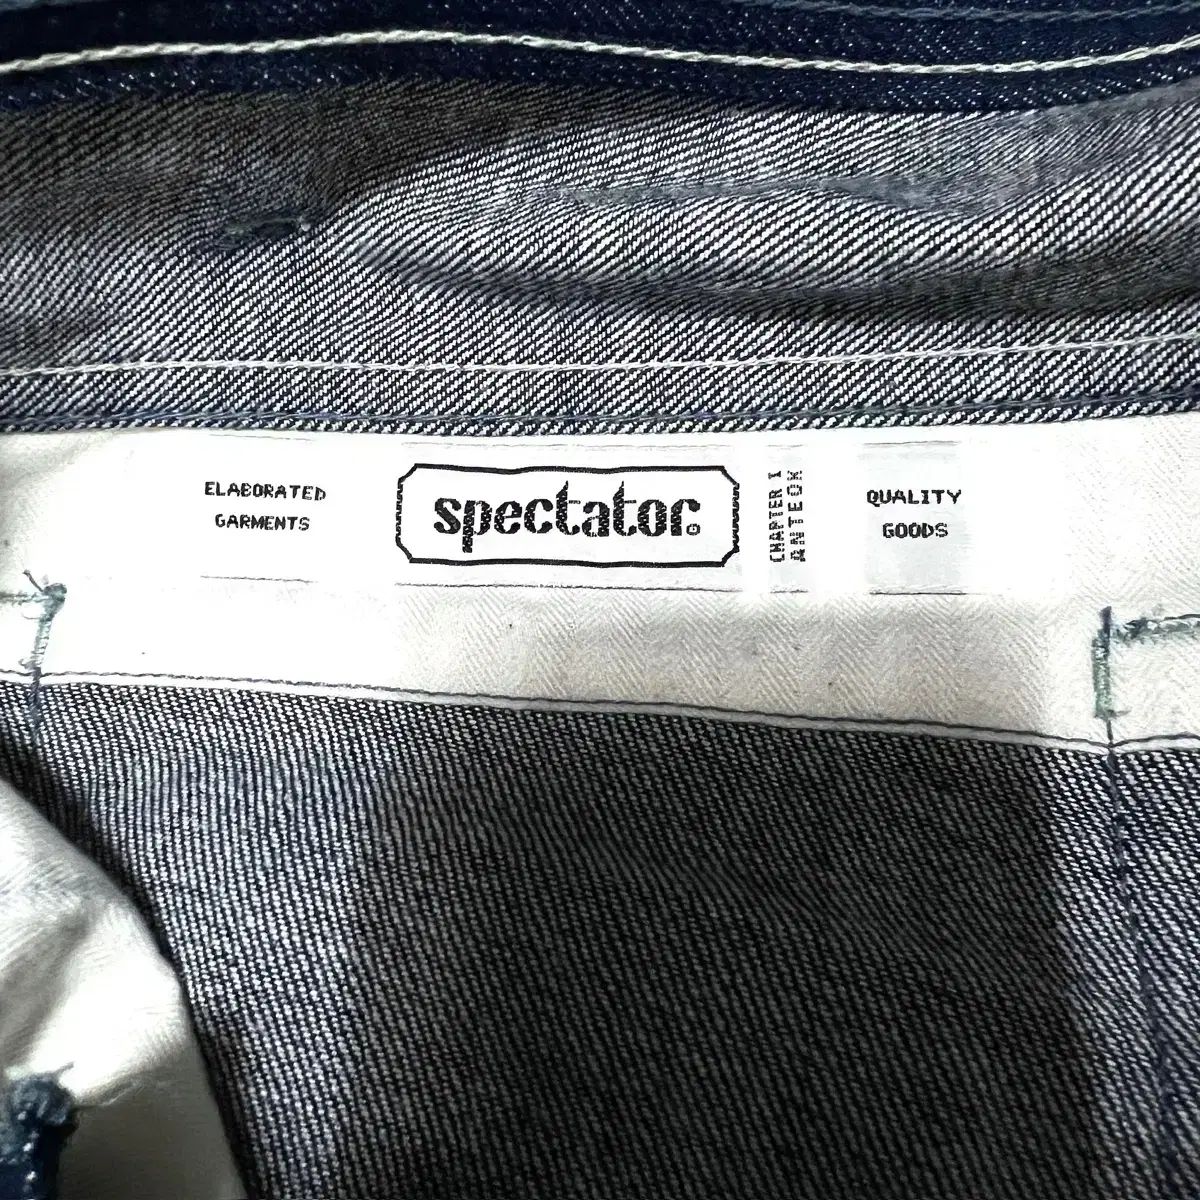 ELABORATED
GARMENTS
spectator
CHAPTER I
ANTEOK
QUALITY
GOODS